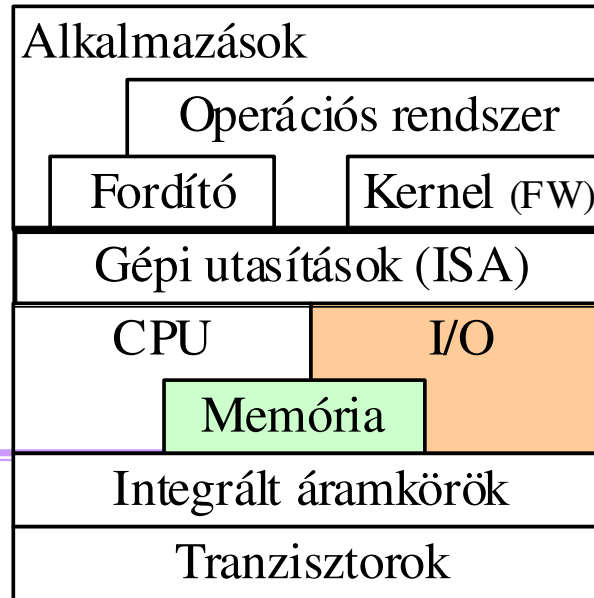 Alkalmazások
Operációs rendszer
Fordító
Kernel (FW)
Gépi utasítások (ISA)
CPU
I/O
Memória
Integrált áramkörök
Tranzisztorok